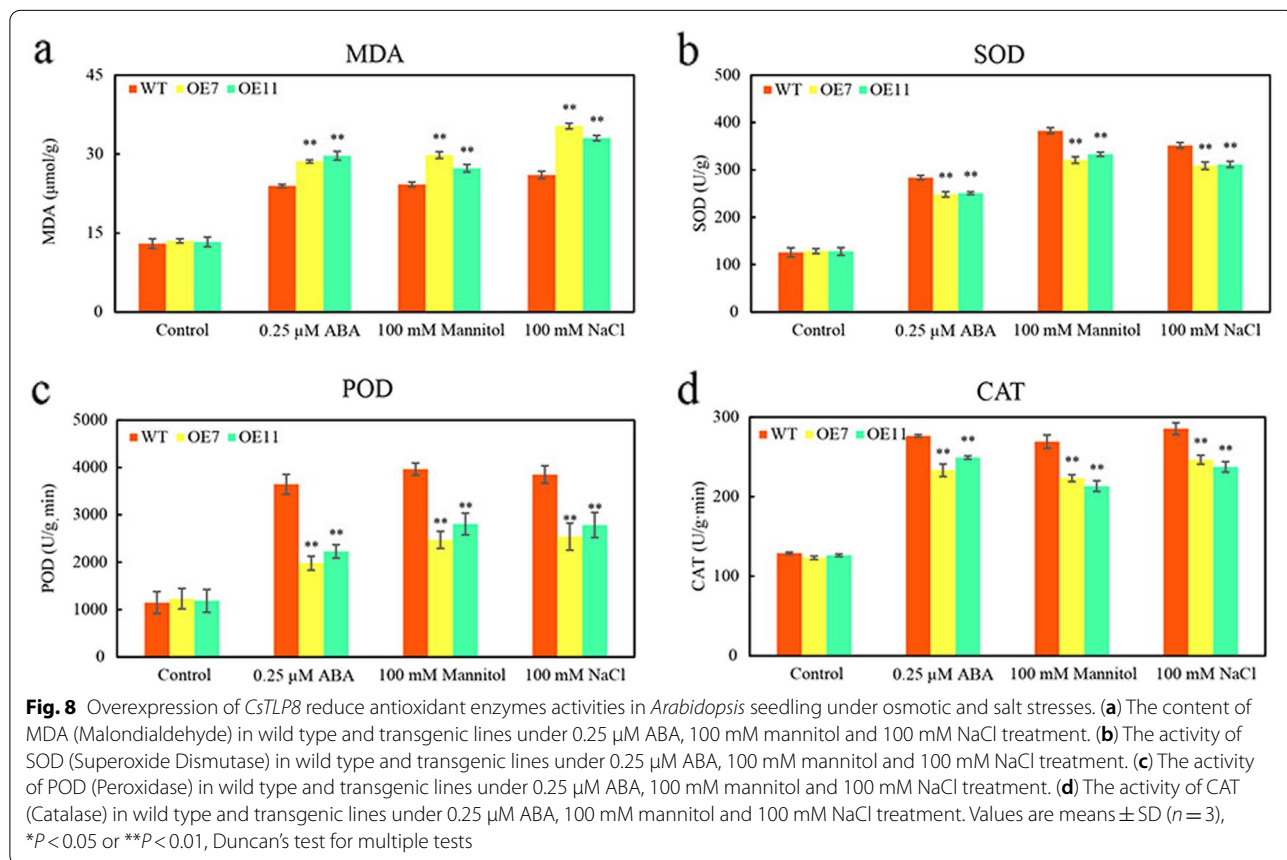 a
MDA
45
30
15
0
MDA (μmol/g)
WT OE7 OE11
** **
** **
** **
Control 0.25 μM ABA 100 mM Mannitol 100 mM NaCl
b
SOD
500
400
300
200
100
0
SOD (U/g)
WT OE7 OE11
** **
** **
** **
Control 0.25 μM ABA 100 mM Mannitol 100 mM NaCl
c
POD
5000
4000
3000
2000
1000
0
POD (U/g. min)
WT OE7 OE11
** **
** **
** **
Control 0.25 μM ABA 100 mM Mannitol 100 mM NaCl
d
CAT
300
200
100
0
CAT (U/g·min)
WT OE7 OE11
** **
** **
** **
Control 0.25 μM ABA 100 mM Mannitol 100 mM NaCl
Fig. 8 Overexpression of CsTLP8 reduce antioxidant enzymes activities in Arabidopsis seedling under osmotic and salt stresses. (a) The content of
MDA (Malondialdehyde) in wild type and transgenic lines under 0.25 μM ABA, 100 mM mannitol and 100 mM NaCl treatment. (b) The activity of
SOD (Superoxide Dismutase) in wild type and transgenic lines under 0.25 μM ABA, 100 mM mannitol and 100 mM NaCl treatment. (c) The activity
of POD (Peroxidase) in wild type and transgenic lines under 0.25 μM ABA, 100 mM mannitol and 100 mM NaCl treatment. (d) The activity of CAT
(Catalase) in wild type and transgenic lines under 0.25 μM ABA, 100 mM mannitol and 100 mM NaCl treatment. Values are means ± SD (n = 3),
*P < 0.05 or **P < 0.01, Duncan's test for multiple tests